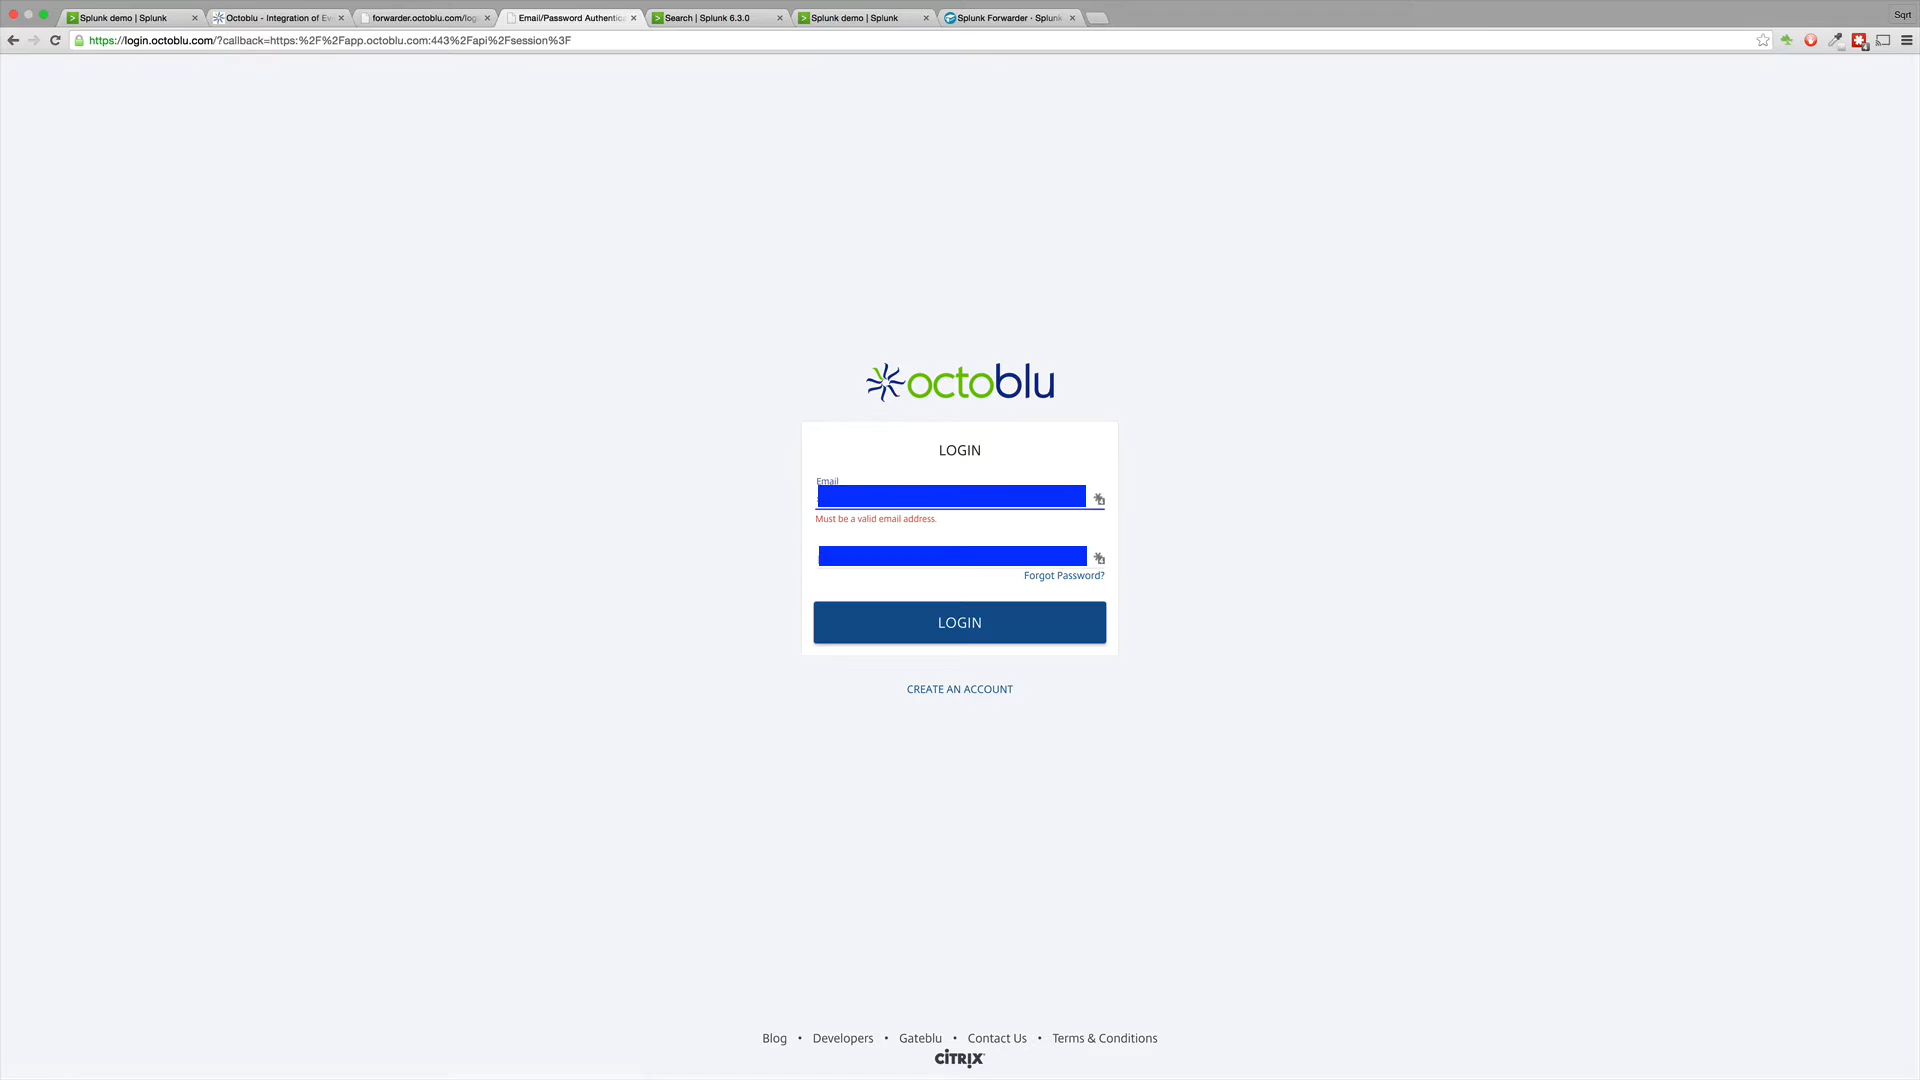 Splunk demo | Splunk
Octoblu - Integration of Ev
forwarder.octoblu.com/log
Email/Password Authentica
Search | Splunk 6.3.0
Splunk demo | Splunk
Splunk Forwarder · Splunk
Sqrt
https://login.octoblu.com/?callback=https:%2F%2Fapp.octoblu.com:443%2Fapi%2Fsession%3F
octoblu
LOGIN
Email
Must be a valid email address.
Forgot Password?
LOGIN
CREATE AN ACCOUNT
Blog • Developers • Gateblu • Contact Us • Terms & Conditions
CITRIX